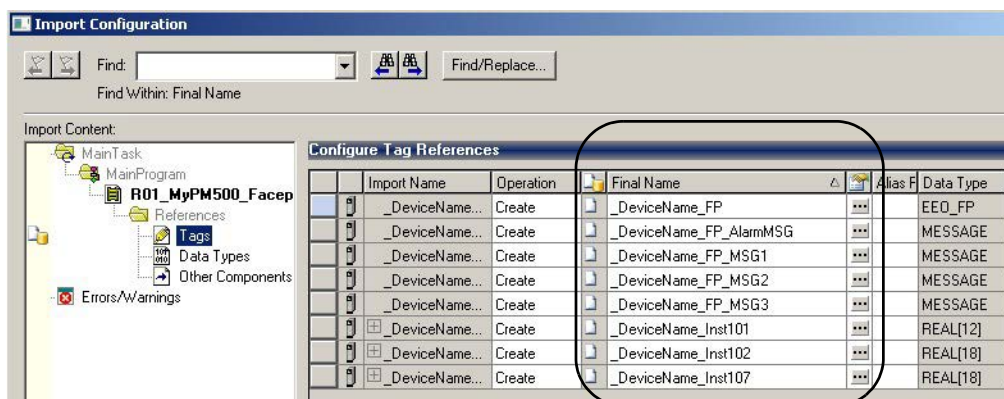 Import Configuration
Find:
Find/Replace...
Find Within: Final Name
Import Content:
MainTask
MainProgram
R01_MyPM500_Facep
References
Tags
Data Types
Other Components
Errors/Warnings
Configure Tag References
Import Name Operation Final Name Alias F Data Type
_DeviceName... Create _DeviceName_FP ... EEO_FP
_DeviceName... Create _DeviceName_FP_AlarmMSG ... MESSAGE
_DeviceName... Create _DeviceName_FP_MSG1 ... MESSAGE
_DeviceName... Create _DeviceName_FP_MSG2 ... MESSAGE
_DeviceName... Create _DeviceName_FP_MSG3 ... MESSAGE
_DeviceName... Create _DeviceName_Inst101 ... REAL[12]
_DeviceName... Create _DeviceName_Inst102 ... REAL[18]
_DeviceName... Create _DeviceName_Inst107 ... REAL[18]